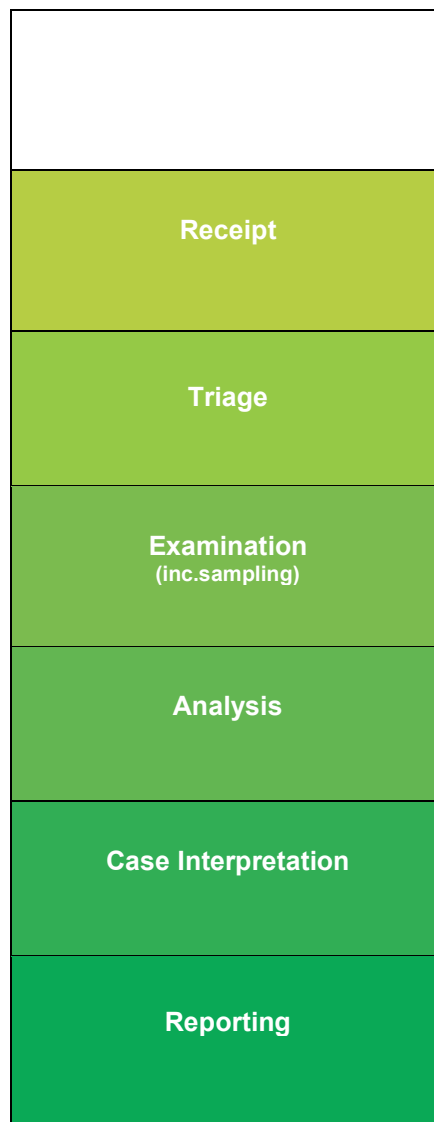 Receipt
Triage
Examination
(inc.sampling)
Analysis
Case Interpretation
Reporting